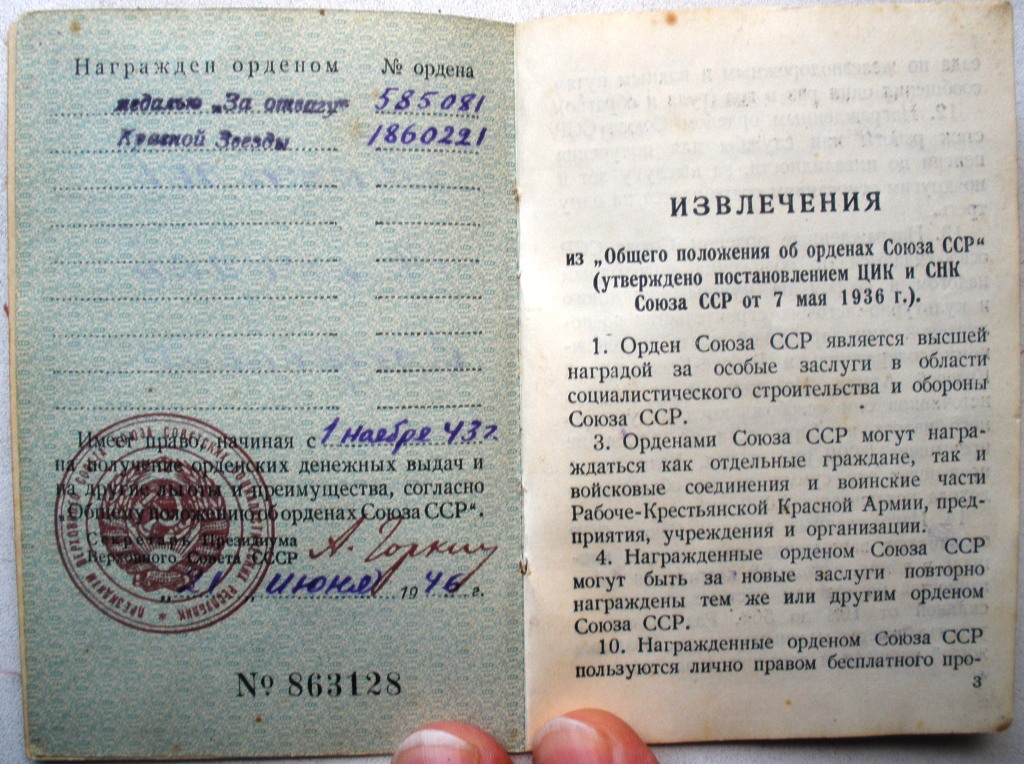 Награжден орденом № ордена
медалью „За отвагу“ 585081
Красной Звезды 1860221
Имеет право, начиная с 1 ноября 43 г.
на получение орденских денежных выдач и
на другие льготы и преимущества, согласно
„Общему положению об орденах Союза ССР“.
Секретарь Президиума
Верховного Совета СССР А. Горкин
„21„ июня 1946 г.
№ 863128
ИЗВЛЕЧЕНИЯ
из „Общего положения об орденах Союза ССР“
(утверждено постановлением ЦИК и СНК
Союза ССР от 7 мая 1936 г.).
1. Орден Союза ССР является высшей
наградой за особые заслуги в области
социалистического строительства и обороны
Союза ССР.
3. Орденами Союза ССР могут награ-
ждаться как отдельные граждане, так и
войсковые соединения и воинские части
Рабоче-Крестьянской Красной Армии, пред-
приятия, учреждения и организации.
4. Награжденные орденом Союза ССР
могут быть за новые заслуги повторно
награждены тем же или другим орденом
Союза ССР.
10. Награжденные орденом Союза ССР
пользуются лично правом бесплатного про-
3